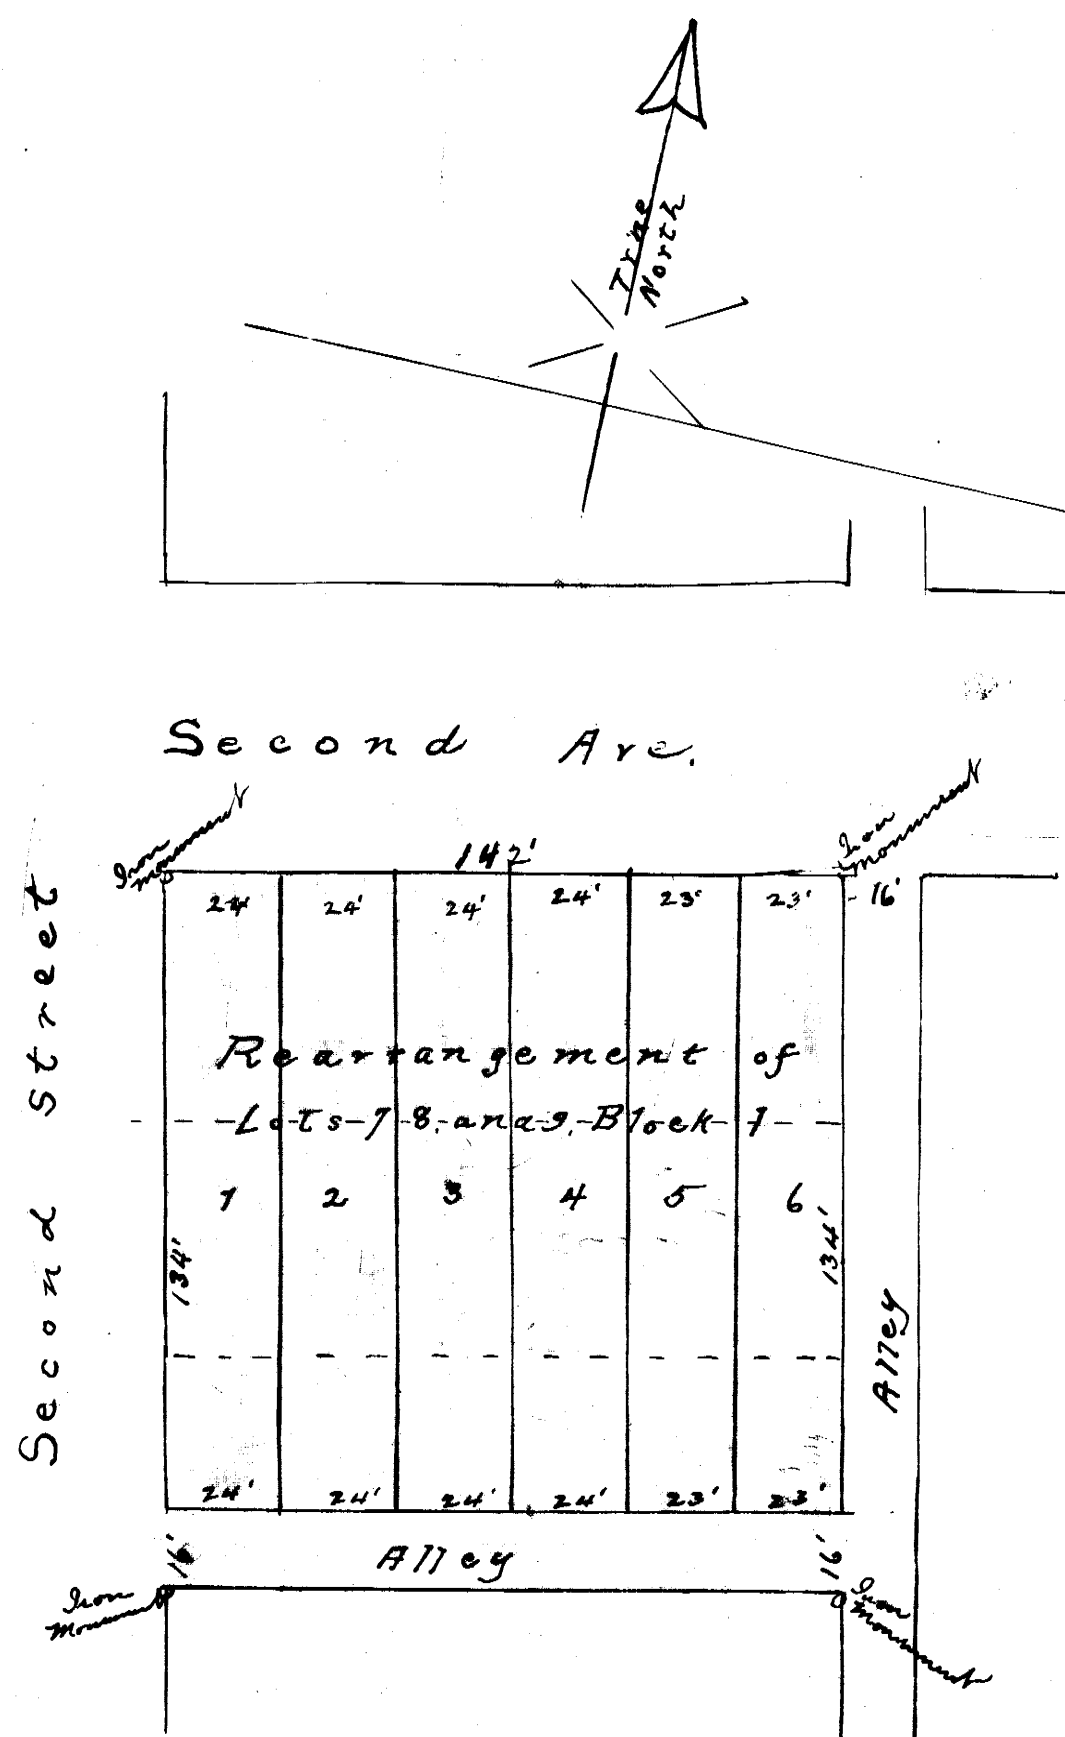 True
North
Second Ave.
Iron
Monument
Iron
Monument
142'
24' 24' 24' 24' 23' 23' 16'
Second Street
Rearrangement of
Lots 7 8. and 9. Block 1
1 2 3 4 5 6
134' 134'
Alley
24' 24' 24' 24' 23' 23'
16' Alley 16'
Iron
Monument
Iron
Monument